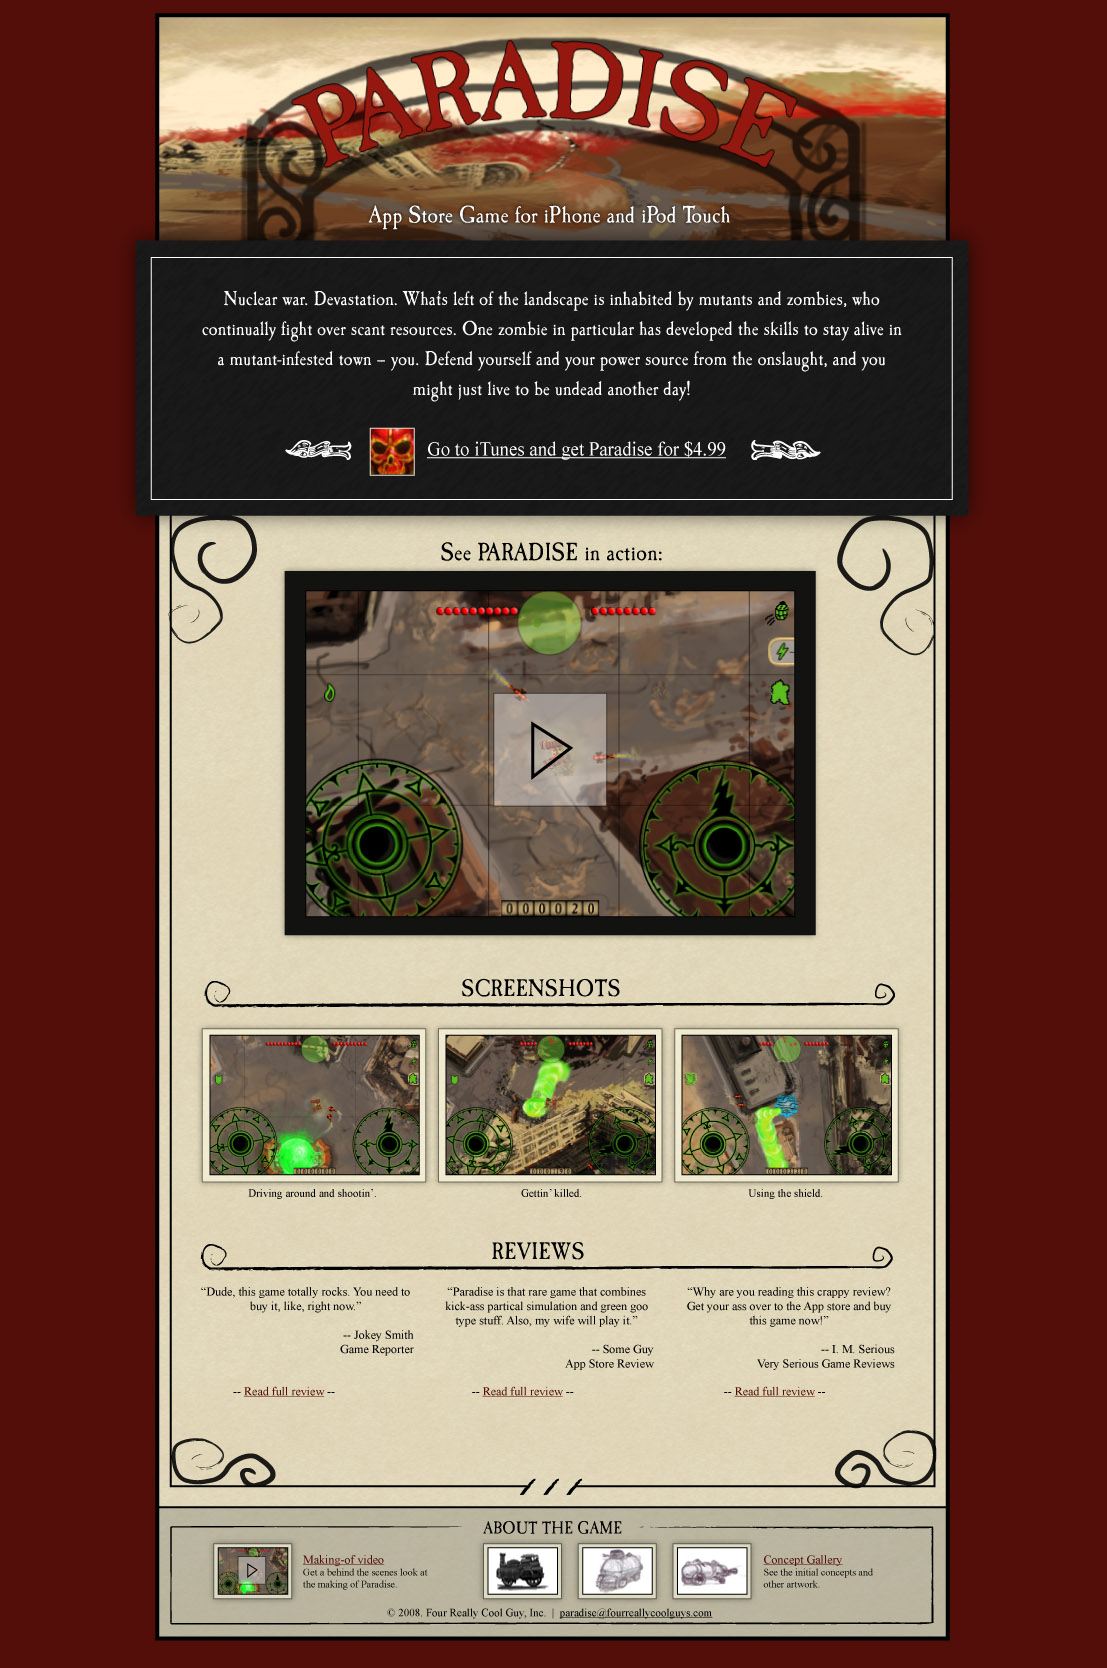 PARADISE
App Store Game for iPhone and iPod Touch
Nuclear war. Devastation. What's left of the landscape is inhabited by mutants and zombies, who
continually fight over scant resources. One zombie in particular has developed the skills to stay alive in
a mutant-infested town – you. Defend yourself and your power source from the onslaught, and you
might just live to be undead another day!
Go to iTunes and get Paradise for $4.99
See PARADISE in action:
000020
SCREENSHOTS
Driving around and shootin'.
Gettin' killed.
Using the shield.
REVIEWS
“Dude, this game totally rocks. You need to
buy it, like, right now.”
-- Jokey Smith
Game Reporter
-- Read full review --
“Paradise is that rare game that combines
kick-ass partical simulation and green goo
type stuff. Also, my wife will play it.”
-- Some Guy
App Store Review
-- Read full review --
“Why are you reading this crappy review?
Get your ass over to the App store and buy
this game now!”
-- I. M. Serious
Very Serious Game Reviews
-- Read full review --
ABOUT THE GAME
Making-of video
Get a behind the scenes look at
the making of Paradise.
Concept Gallery
See the initial concepts and
other artwork.
© 2008. Four Really Cool Guy, Inc. | paradise@fourreallycoolguys.com